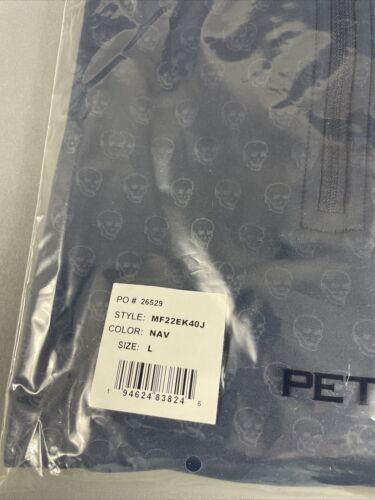 PO # 26529
STYLE: MF22EK40J
COLOR: NAV
SIZE: L
1 94624 83824 5
PET